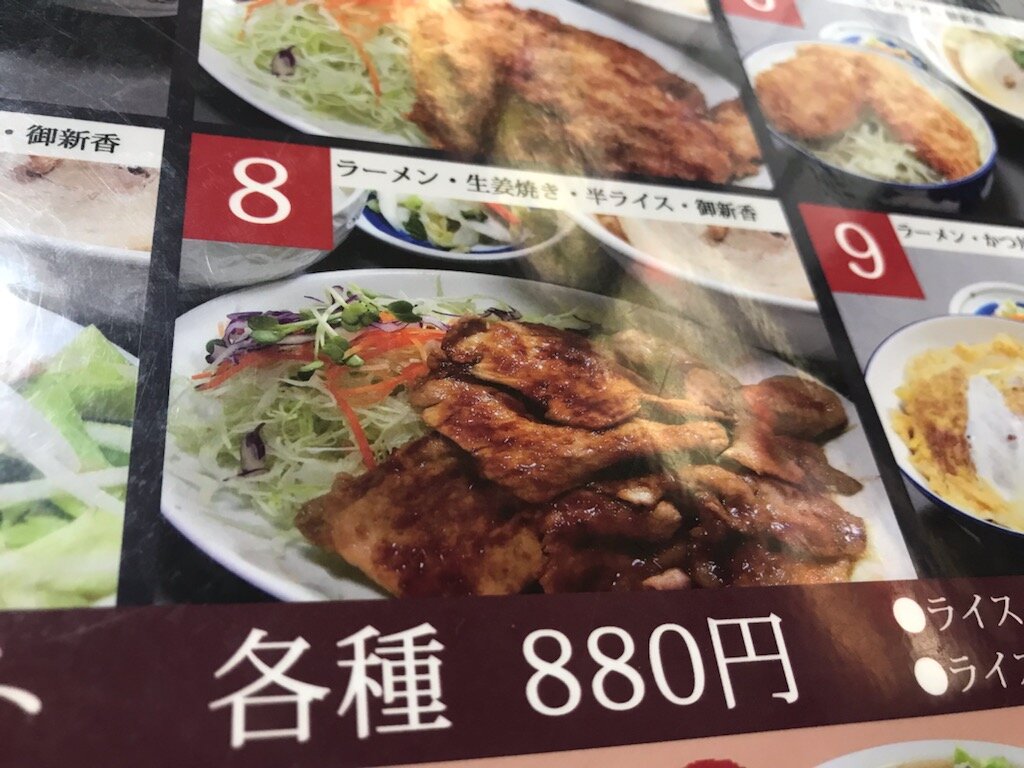 ・御新香
8
ラーメン・生姜焼き・半ライス・御新香
9
ラーメン・かつ
各種 880円
●ライス
●ライス